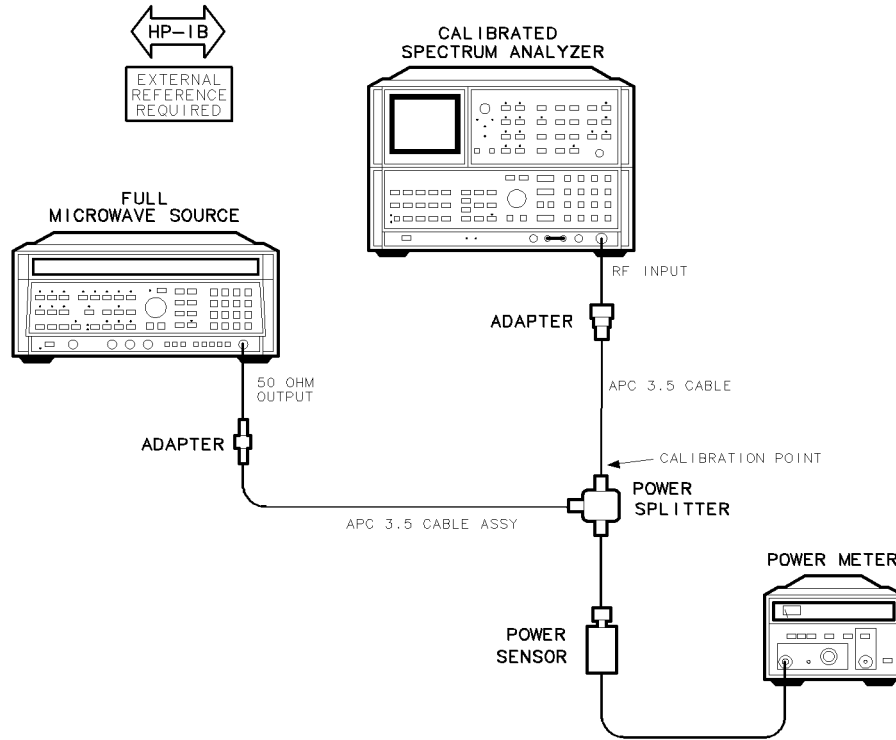 HP-IB
EXTERNAL
REFERENCE
REQUIRED
CALIBRATED
SPECTRUM ANALYZER
FULL
MICROWAVE SOURCE
RF INPUT
ADAPTER
50 OHM
OUTPUT
APC 3.5 CABLE
ADAPTER
CALIBRATION POINT
POWER
SPLITTER
APC 3.5 CABLE ASSY
POWER METER
POWER
SENSOR